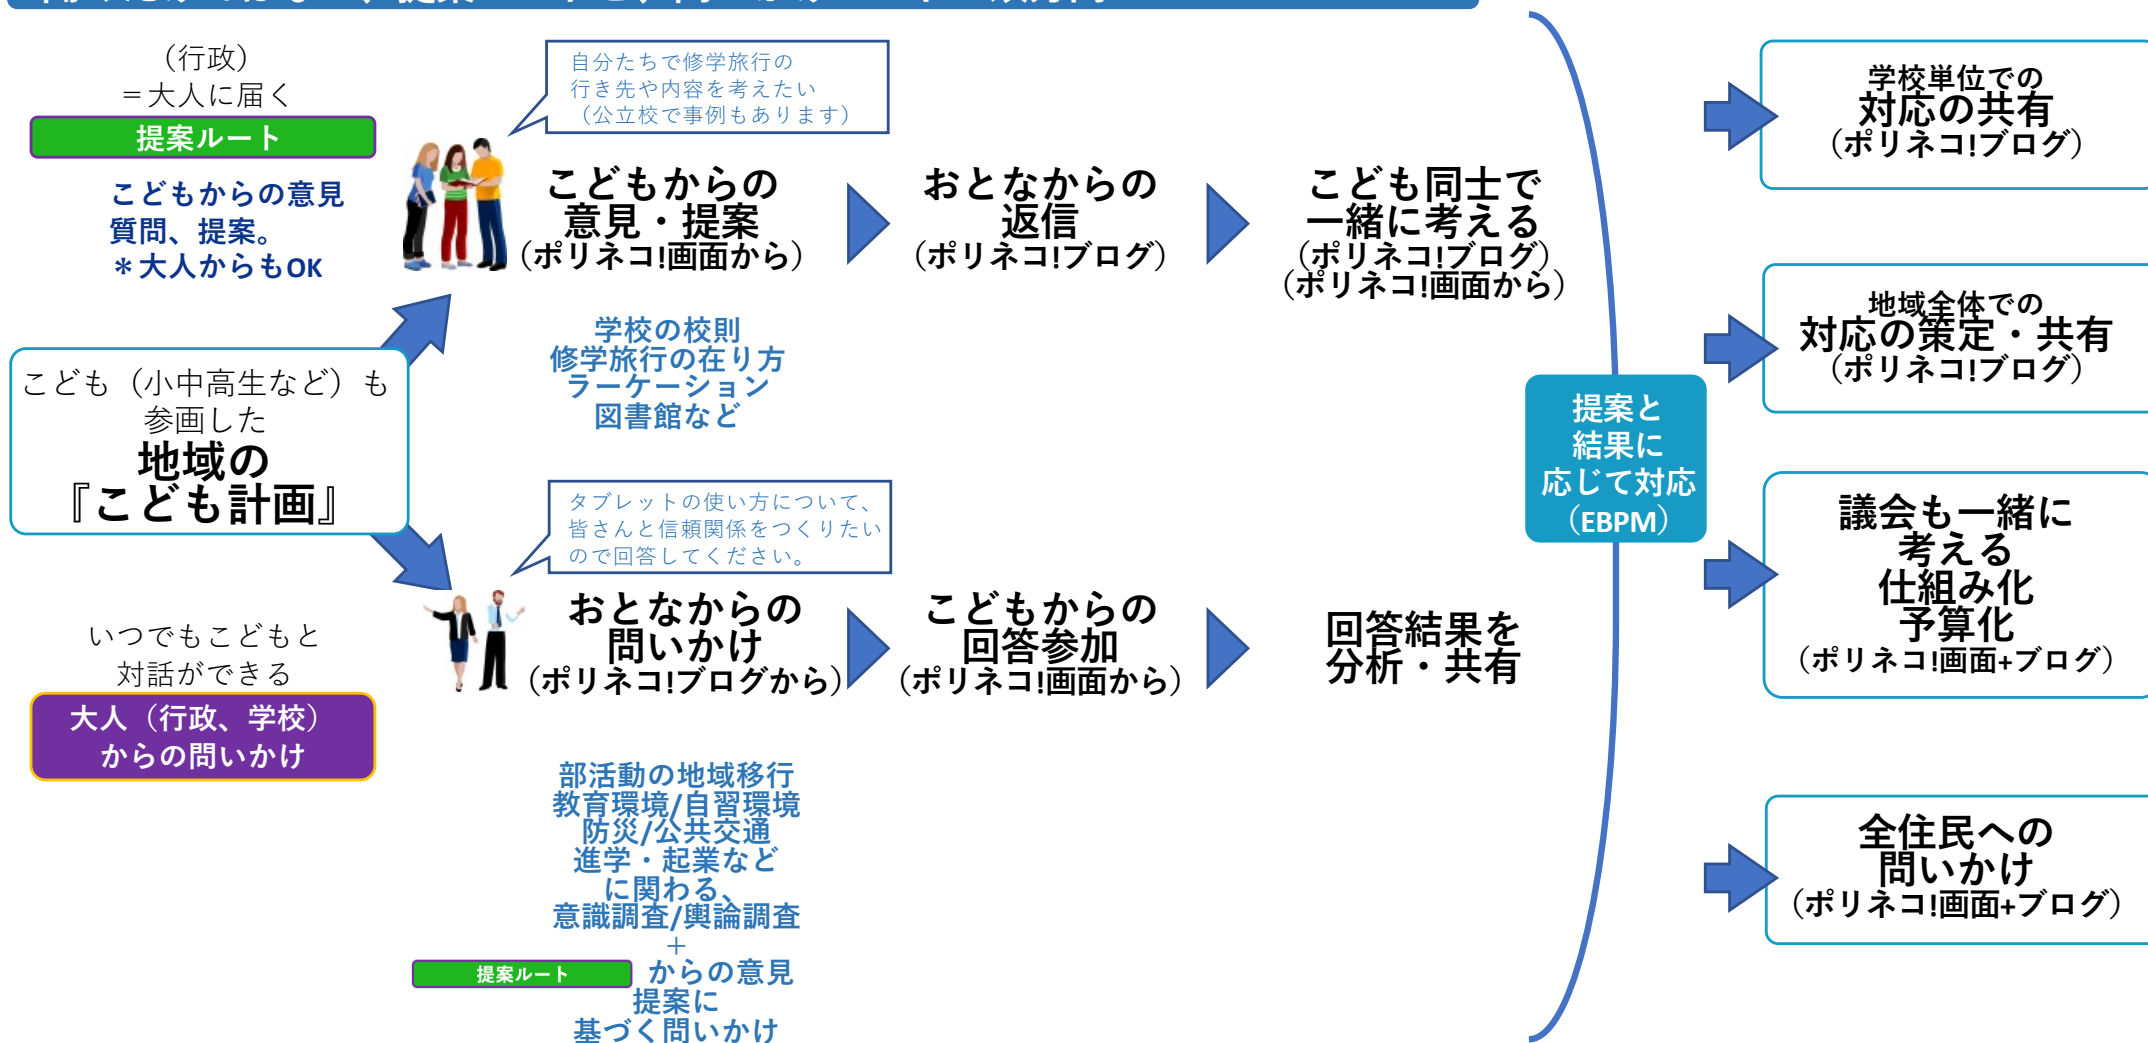 (行政)
＝大人に届く
提案ルート
こどもからの意見
質問、提案。
＊大人からもOK
自分たちで修学旅行の
行き先や内容を考えたい
（公立校で事例もあります）
こどもからの
意見・提案
（ポリネコ!画面から）
おとなからの
返信
（ポリネコ!ブログ）
こども同士で
一緒に考える
（ポリネコ!ブログ）
（ポリネコ!画面から）
学校の校則
修学旅行の在り方
ラーケーション
図書館など
こども（小中高生など）も
参画した
地域の
『こども計画』
タブレットの使い方について、
皆さんと信頼関係をつくりたい
ので回答してください。
おとなからの
問いかけ
（ポリネコ!ブログから）
こどもからの
回答参加
（ポリネコ!画面から）
回答結果を
分析・共有
いつでもこどもと
対話ができる
大人（行政、学校）
からの問いかけ
部活動の地域移行
教育環境/自習環境
防災/公共交通
進学・起業など
に関わる、
意識調査/輿論調査
＋
提案ルート からの意見
提案に
基づく問いかけ
提案と
結果に
応じて対応
（EBPM）
学校単位での
対応の共有
（ポリネコ!ブログ）
地域全体での
対応の策定・共有
（ポリネコ!ブログ）
議会も一緒に
考える
仕組み化
予算化
（ポリネコ!画面+ブログ）
全住民への
問いかけ
（ポリネコ!画面+ブログ）